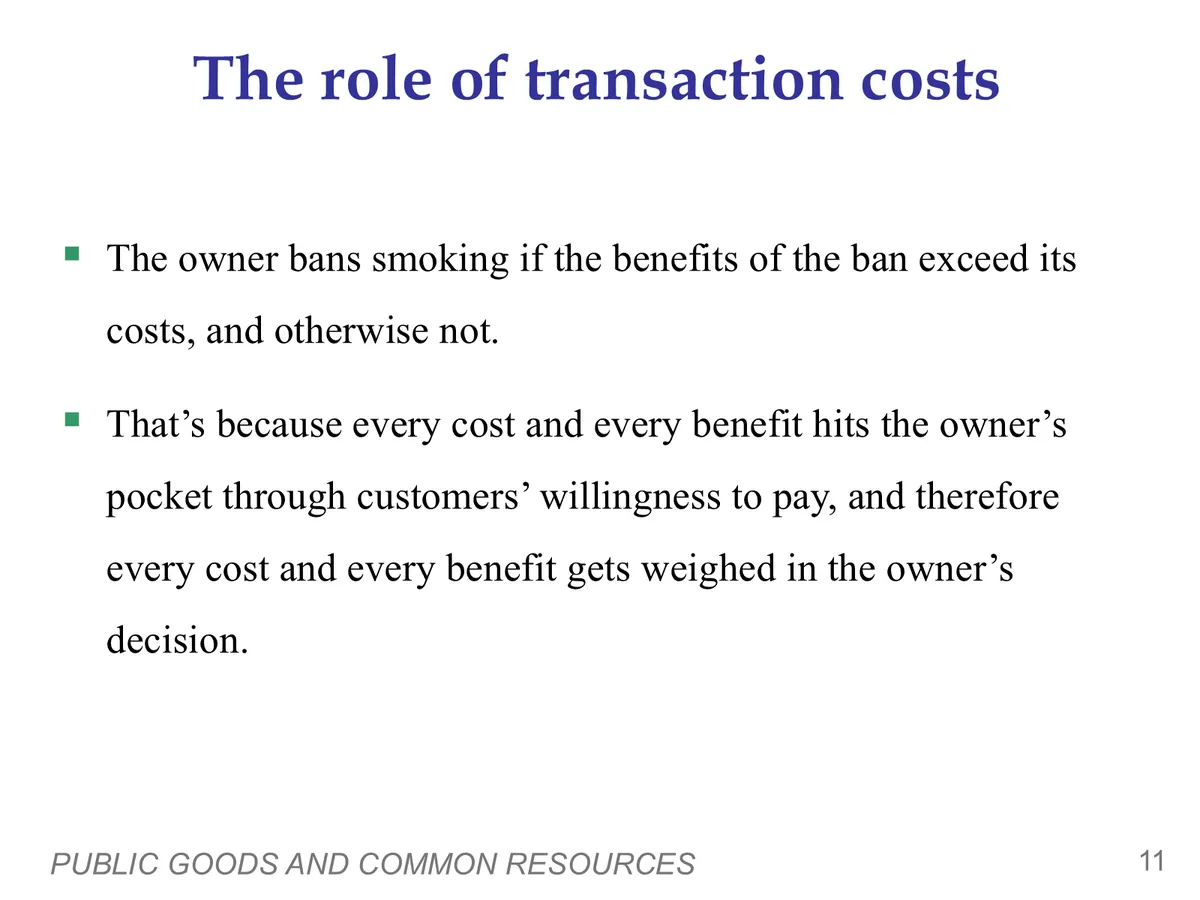 The role of transaction costs
The owner bans smoking if the benefits of the ban exceed its
costs, and otherwise not.
That’s because every cost and every benefit hits the owner’s
pocket through customers’ willingness to pay, and therefore
every cost and every benefit gets weighed in the owner’s
decision.
PUBLIC GOODS AND COMMON RESOURCES
11